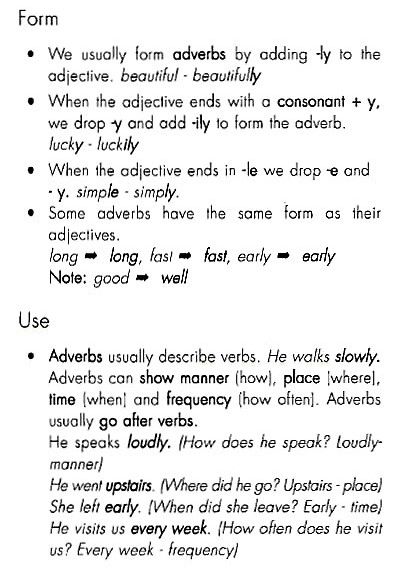 Form
• We usually form adverbs by adding -ly to the
adjective. beautiful - beautifully
• When the adjective ends with a consonant + y,
we drop -y and add -ily to form the adverb.
lucky - luckily
• When the adjective ends in -le we drop -e and
- y. simple - simply.
• Some adverbs have the same form as their
adjectives.
long ➡ long, fast ➡ fast, early ➡ early
Note: good ➡ well
Use
• Adverbs usually describe verbs. He walks slowly.
Adverbs can show manner (how), place (where),
time (when) and frequency (how often). Adverbs
usually go after verbs.
He speaks loudly. (How does he speak? Loudly-
manner)
He went upstairs. (Where did he go? Upstairs - place)
She left early. (When did she leave? Early - time)
He visits us every week. (How often does he visit
us? Every week - frequency)